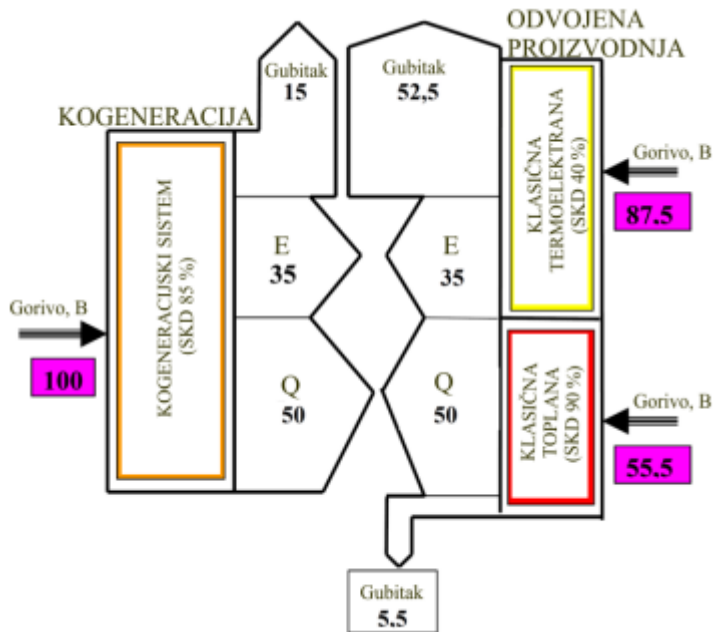 ODVOJENA
PROIZVODNJA
KOGENERACIJA
Gubitak
15
Gubitak
52,5
KOGENERACIJSKI SISTEM
(SKD 85 %)
Gorivo, B
100
E
35
Q
50
E
35
Q
50
KLASIČNA
TERMOELEKTRANA
(SKD 40 %)
Gorivo, B
87.5
KLASIČNA
TOPLANA
(SKD 90 %)
Gorivo, B
55.5
Gubitak
5.5